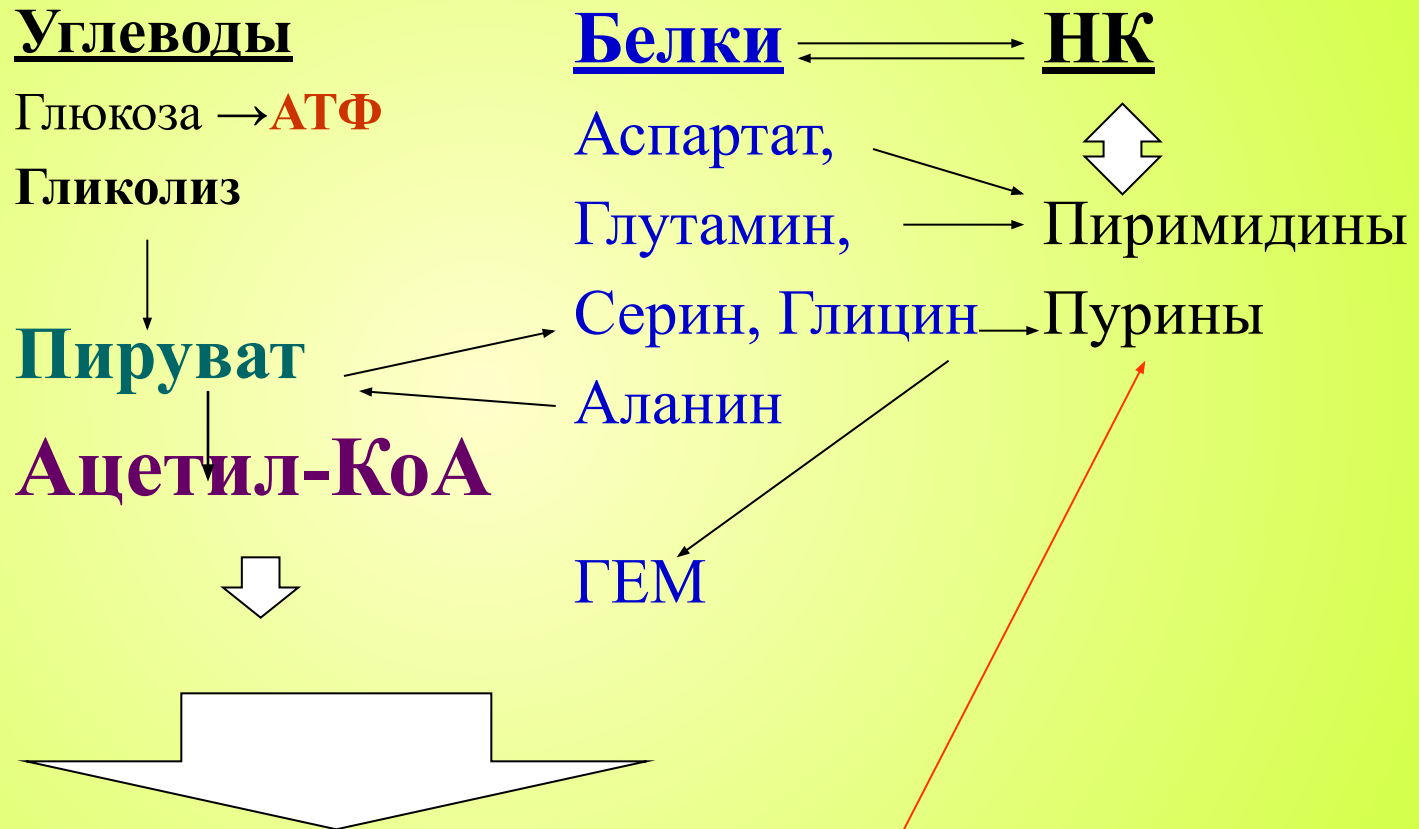 Углеводы
Глюкоза →АТФ
Гликолиз
Пируват
Ацетил-КоА
Белки
Аспартат,
Глутамин,
Серин, Глицин
Аланин
ГЕМ
НК
Пиримидины
Пурины